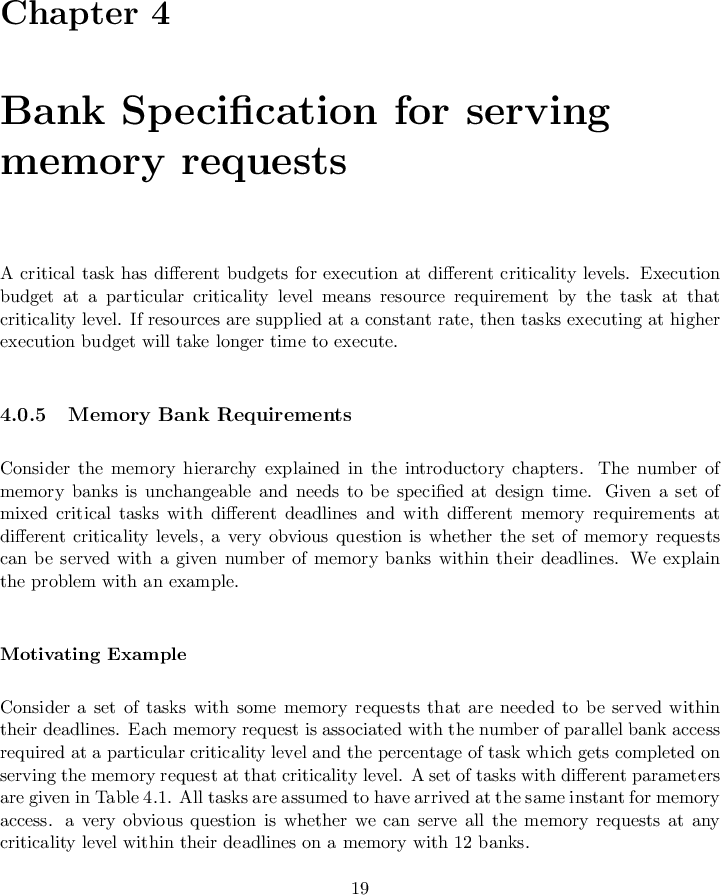 Chapter 4
Bank Specification for serving
memory requests
A critical task has different budgets for execution at different criticality levels. Execution
budget at a particular criticality level means resource requirement by the task at that
criticality level. If resources are supplied at a constant rate, then tasks executing at higher
execution budget will take longer time to execute.
4.0.5 Memory Bank Requirements
Consider the memory hierarchy explained in the introductory chapters. The number of
memory banks is unchangeable and needs to be specified at design time. Given a set of
mixed critical tasks with different deadlines and with different memory requirements at
different criticality levels, a very obvious question is whether the set of memory requests
can be served with a given number of memory banks within their deadlines. We explain
the problem with an example.
Motivating Example
Consider a set of tasks with some memory requests that are needed to be served within
their deadlines. Each memory request is associated with the number of parallel bank access
required at a particular criticality level and the percentage of task which gets completed on
serving the memory request at that criticality level. A set of tasks with different parameters
are given in Table 4.1. All tasks are assumed to have arrived at the same instant for memory
access. a very obvious question is whether we can serve all the memory requests at any
criticality level within their deadlines on a memory with 12 banks.
19